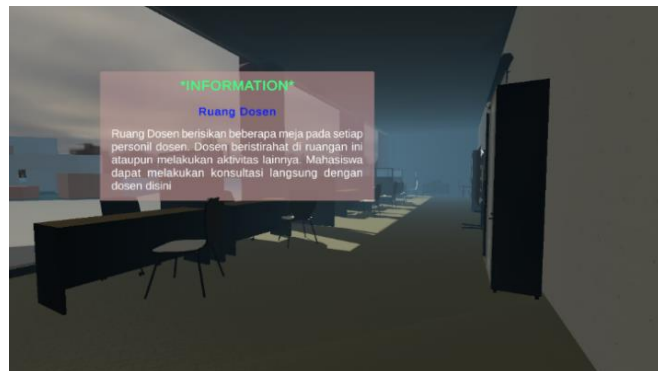 *INFORMATION*
Ruang Dosen
Ruang Dosen berisikan beberapa meja pada setiap
personil dosen. Dosen beristirahat di ruangan ini
ataupun melakukan aktivitas lainnya. Mahasiswa
dapat melakukan konsultasi langsung dengan
dosen disini